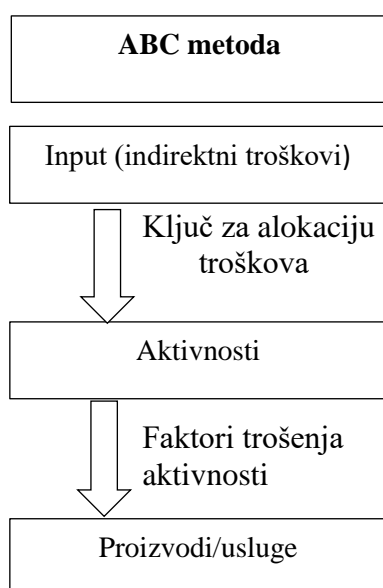 ABC metoda
Input (indirektni troškovi)
Ključ za alokaciju
troškova
Aktivnosti
Faktori trošenja
aktivnosti
Proizvodi/usluge